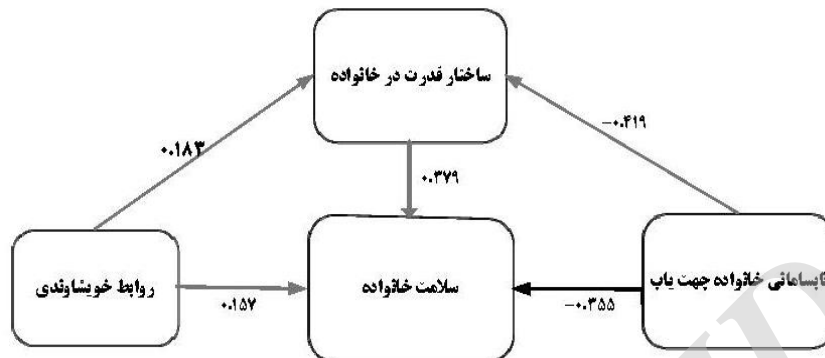 ساختار قدرت در خانواده
۰.۱۸۳
-۰.۴۱۹
۰.۳۷۹
روابط خویشاوندی
سلامت خانواده
نابسامانی خانواده جهت یاب
۰.۱۵۷
-۰.۳۵۵